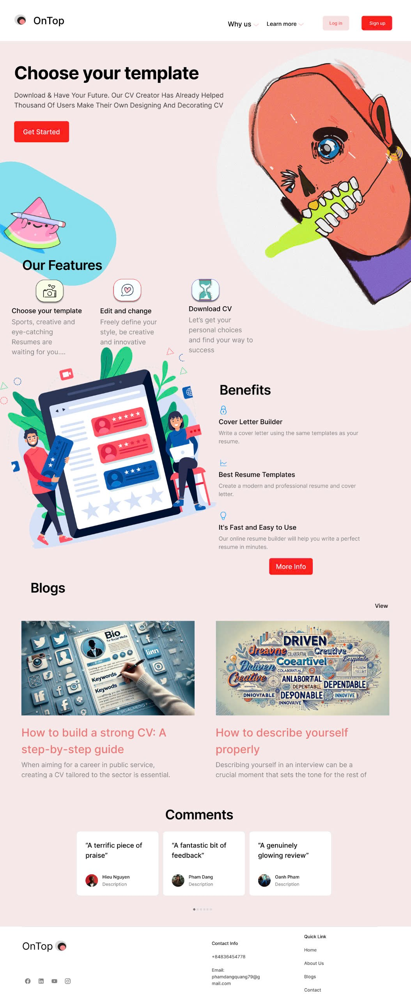 OnTop
Why us
Learn more
Log in
Sign up
Choose your template
Download & Have Your Future. Our CV Creator Has Already Helped
Thousand Of Users Make Their Own Designing And Decorating CV
Get Started
Our Features
Choose your template
Sports, creative and
eye-catching
Resumes are
waiting for you....
Edit and change
Freely define your
style, be creative
and innovative
Download CV
Let's get your
personal choices
and find your way to
success
Benefits
Cover Letter Builder
Write a cover letter using the same templates as your
resume.
Best Resume Templates
Create a modern and professional resume and cover
letter.
It's Fast and Easy to Use
Our online resume builder will help you write a perfect
resume in minutes.
More Info
Blogs
View
Bio
for Social Media
linn
Keywords
Keywods
DRIVEN
dreavne
COLLABORATIVAL
Creative
Coeartivel
Bespidaile
Driven
COLABORATILAL
Creative
ANLABORTAL
DEPENTABLE
DEPENDABLE
DNIOVTABLE
DEPONABLE
INNOVIVE
INNOVAIVE
How to build a strong CV: A
step-by-step guide
When aiming for a career in public service,
creating a CV tailored to the sector is essential.
How to describe yourself
properly
Describing yourself in an interview can be a
crucial moment that sets the tone for the rest of
Comments
“A terrific piece of
praise”
Hieu Nguyen
Description
“A fantastic bit of
feedback”
Pham Dang
Description
“A genuinely
glowing review”
Oanh Pham
Description
OnTop
Contact Info
+84836454778
Email:
phamdangquang79@g
mail.com
Quick Link
Home
About Us
Blogs
Contact